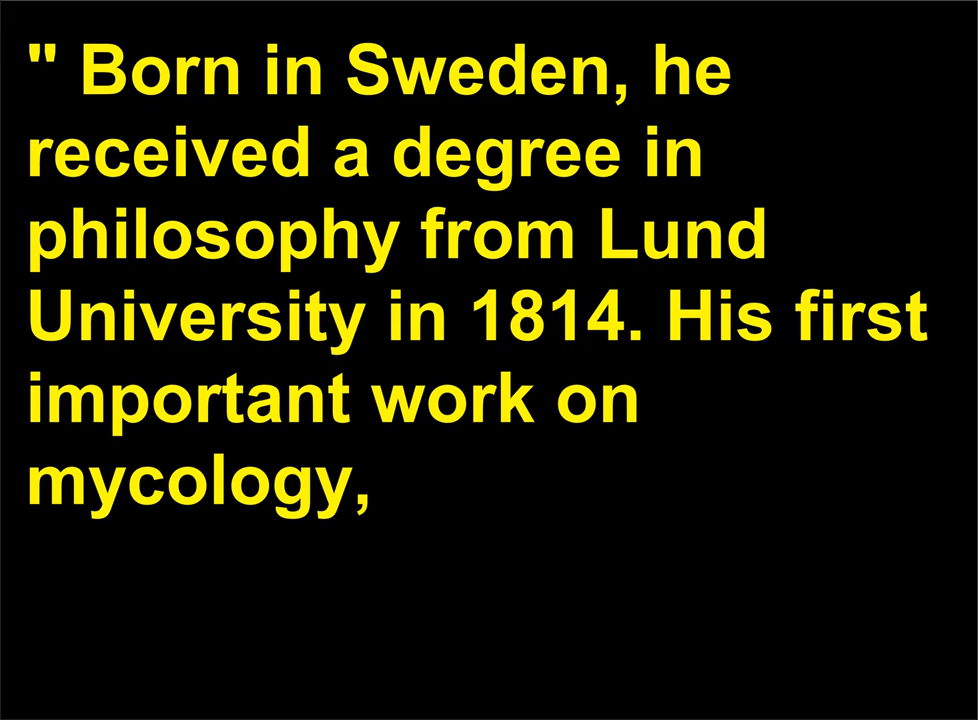 " Born in Sweden, he
received a degree in
philosophy from Lund
University in 1814. His first
important work on
mycology,